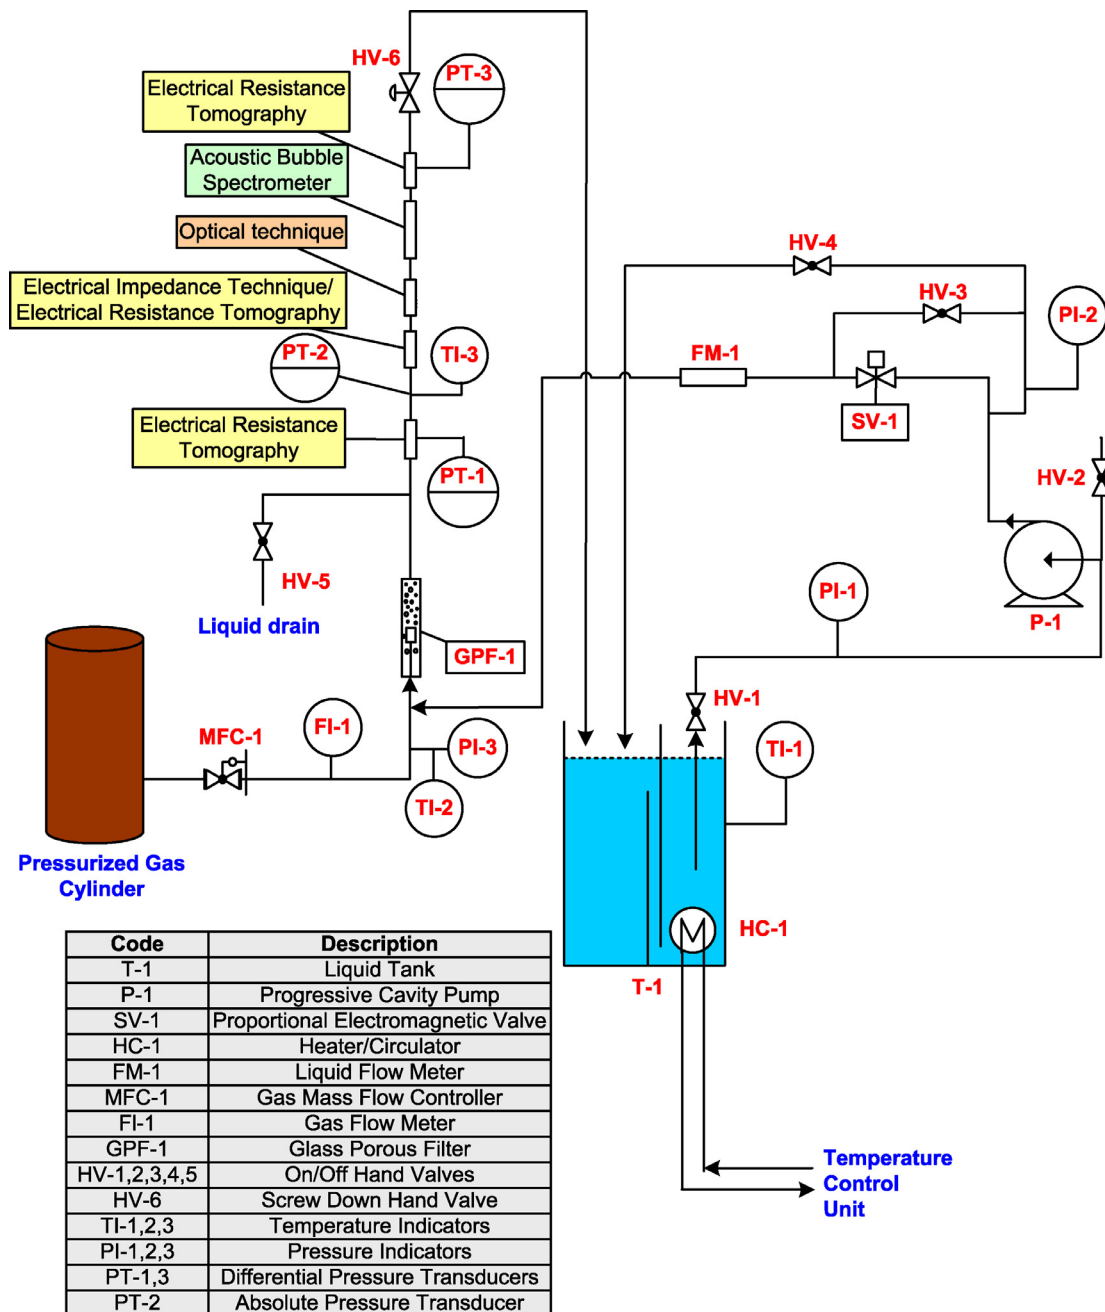 HV-6
PT-3
Electrical Resistance
Tomography
Acoustic Bubble
Spectrometer
Optical technique
HV-4
Electrical Impedance Technique/
Electrical Resistance Tomography
HV-3
PI-2
PT-2
TI-3
FM-1
SV-1
Electrical Resistance
Tomography
PT-1
HV-2
HV-5
PI-1
Liquid drain
P-1
GPF-1
HV-1
MFC-1
FI-1
PI-3
TI-1
TI-2
Pressurized Gas
Cylinder
HC-1
T-1
Code Description
T-1 Liquid Tank
P-1 Progressive Cavity Pump
SV-1 Proportional Electromagnetic Valve
HC-1 Heater/Circulator
FM-1 Liquid Flow Meter
MFC-1 Gas Mass Flow Controller
FI-1 Gas Flow Meter
GPF-1 Glass Porous Filter
HV-1,2,3,4,5 On/Off Hand Valves
HV-6 Screw Down Hand Valve
TI-1,2,3 Temperature Indicators
PI-1,2,3 Pressure Indicators
PT-1,3 Differential Pressure Transducers
PT-2 Absolute Pressure Transducer
Temperature
Control
Unit